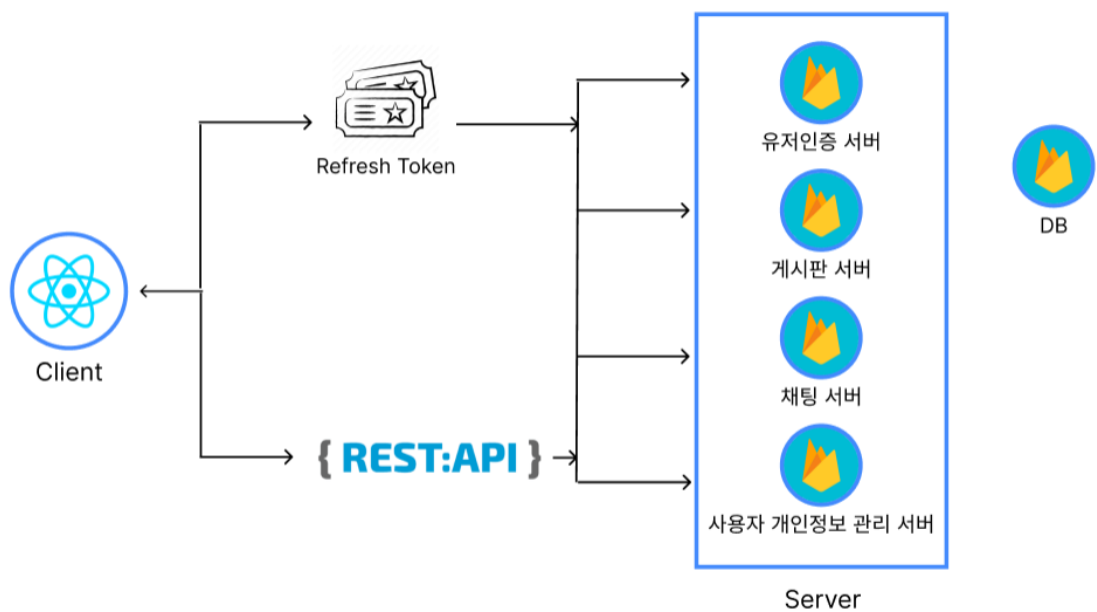 Refresh Token
Client
{ REST:API }
유저인증 서버
게시판 서버
채팅 서버
사용자 개인정보 관리 서버
Server
DB